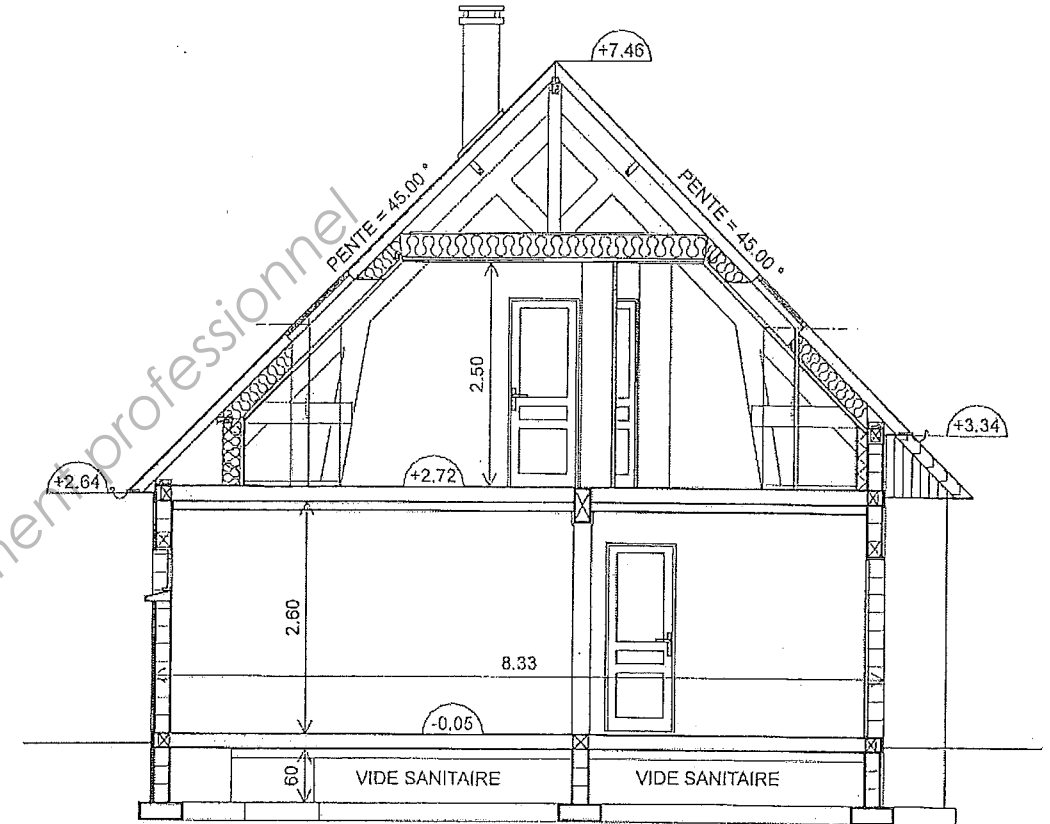 +7,46
PENTE = 45.00 °
PENTE = 45.00 °
professionnel
2.50
+3,34
+2,64
+2,72
2.60
8.33
-0,05
60
VIDE SANITAIRE
VIDE SANITAIRE